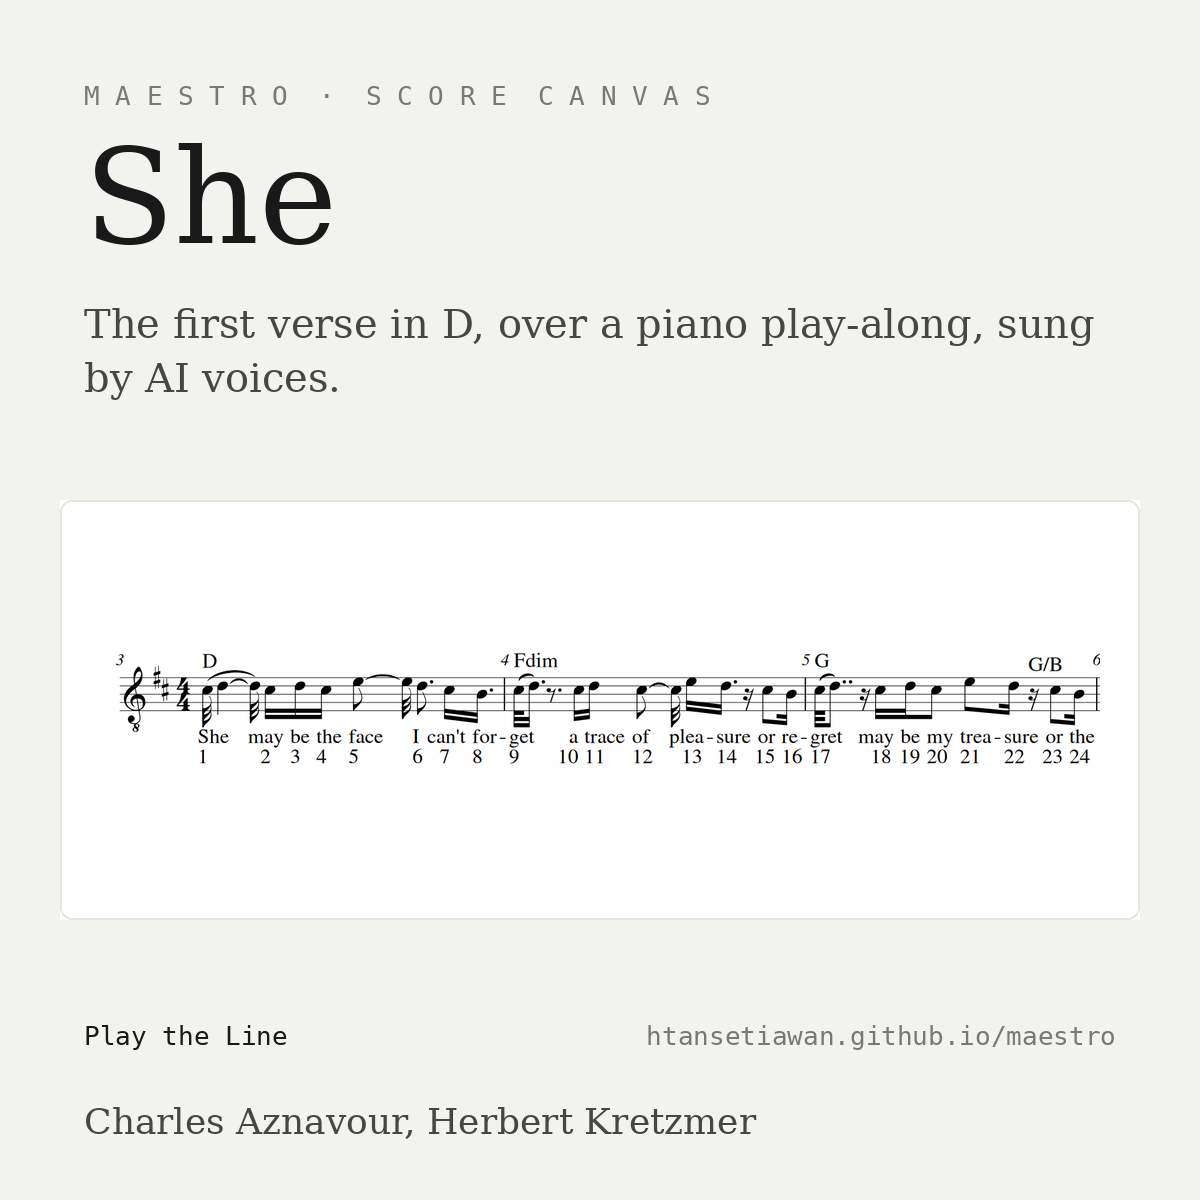 MAESTRO · SCORE CANVAS
She
The first verse in D, over a piano play-along, sung
by AI voices.
3 D 4 Fdim 5 G G/B 6
4/4
8
She may be the face I can't for-get a trace of plea-sure or re-gret may be my trea-sure or the
1 2 3 4 5 6 7 8 9 10 11 12 13 14 15 16 17 18 19 20 21 22 23 24
Play the Line htansetiawan.github.io/maestro
Charles Aznavour, Herbert Kretzmer